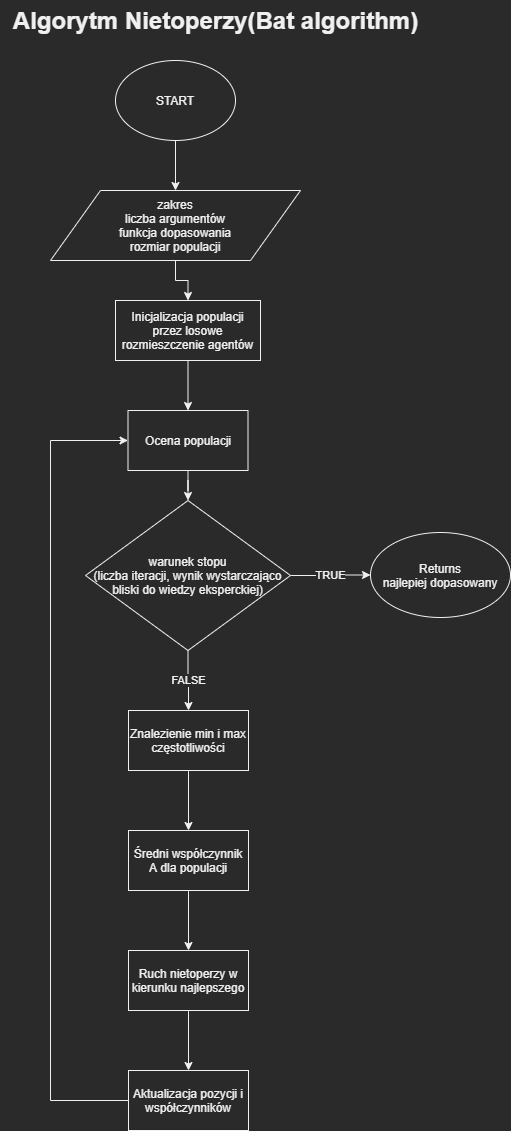 Algorytm Nietoperzy(Bat algorithm)
START
zakres
liczba argumentów
funkcja dopasowania
rozmiar populacji
Inicjalizacja populacji
przez losowe
rozmieszczenie agentów
Ocena populacji
warunek stopu
(liczba iteracji, wynik wystarczająco
bliski do wiedzy eksperckiej)
TRUE
Returns
najlepiej dopasowany
FALSE
Znalezienie min i max
częstotliwości
Średni współczynnik
A dla populacji
Ruch nietoperzy w
kierunku najlepszego
Aktualizacja pozycji i
współczynników